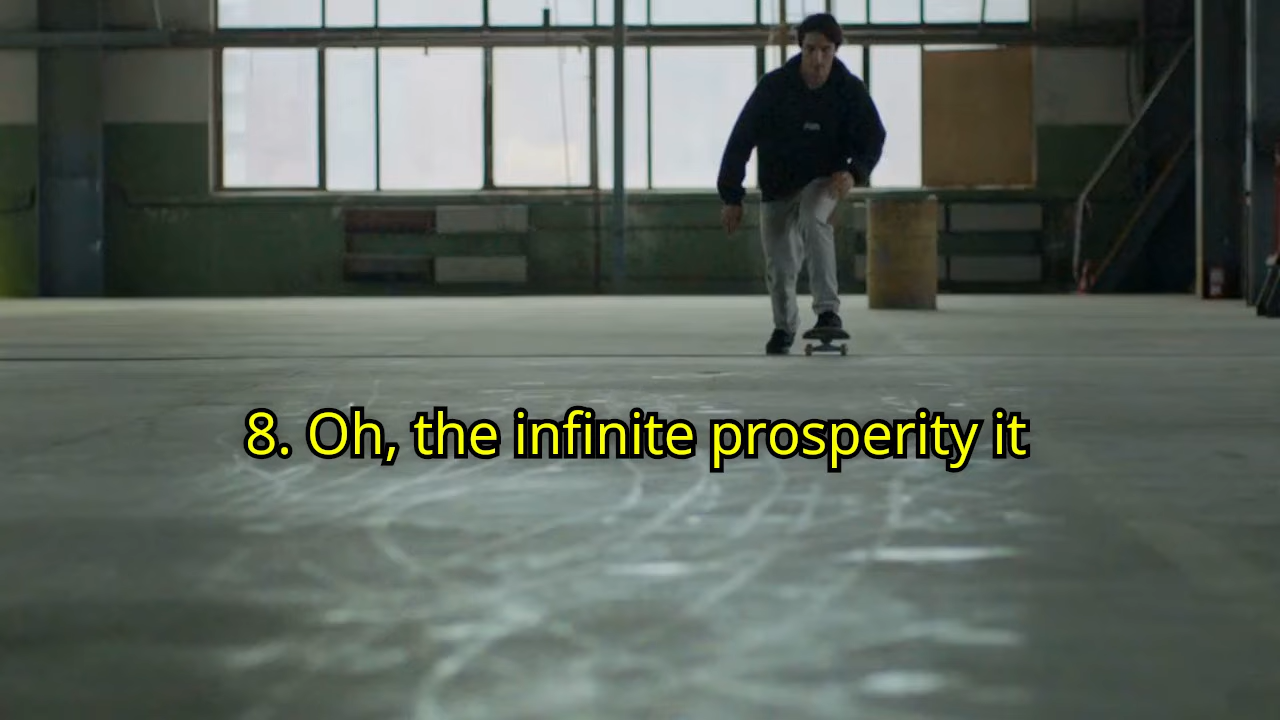 8. Oh, the infinite prosperity it